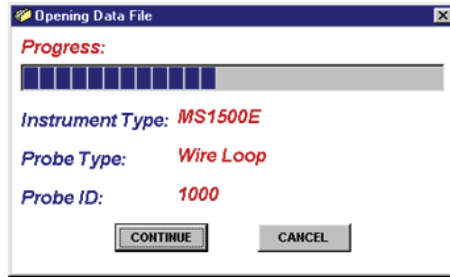 Opening Data File
Progress:
Instrument Type: MS1500E
Probe Type: Wire Loop
Probe ID: 1000
CONTINUE CANCEL